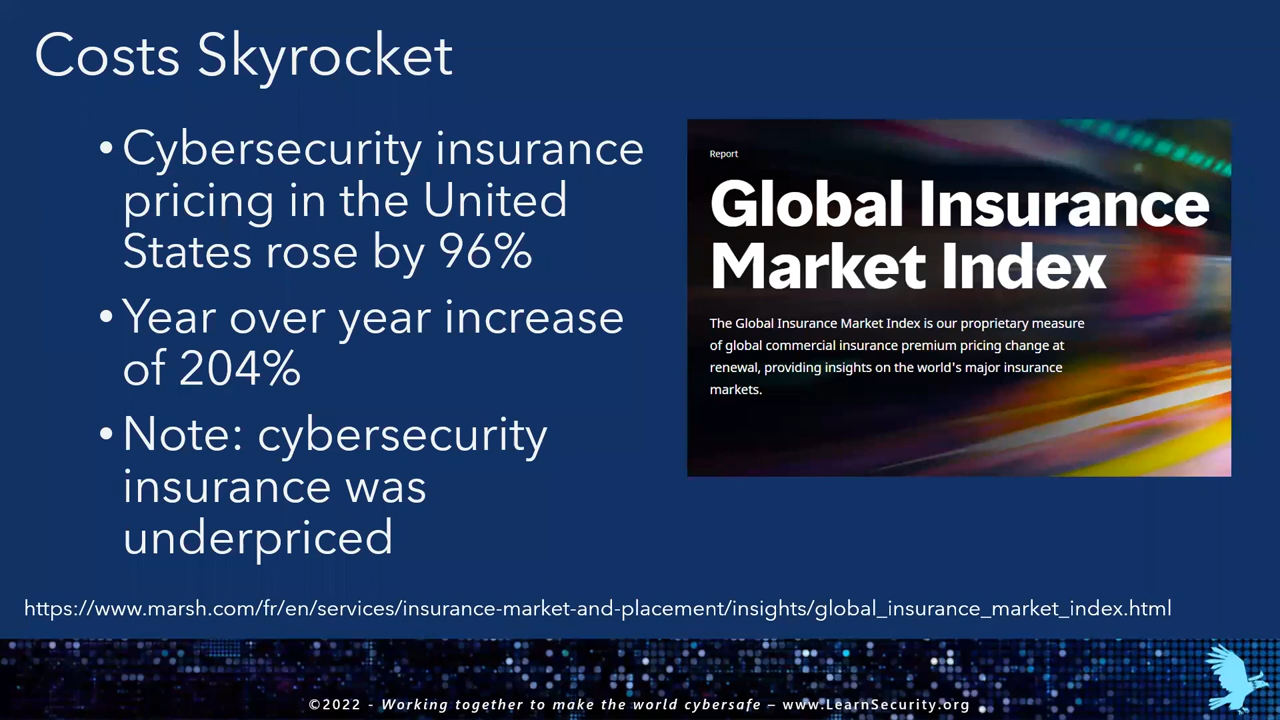 Costs Skyrocket
• Cybersecurity insurance
pricing in the United
States rose by 96%
• Year over year increase
of 204%
• Note: cybersecurity
insurance was
underpriced
Report
Global Insurance
Market Index
The Global Insurance Market Index is our proprietary measure
of global commercial insurance premium pricing change at
renewal, providing insights on the world's major insurance
markets.
https://www.marsh.com/fr/en/services/insurance-market-and-placement/insights/global_insurance_market_index.html
©2022 - Working together to make the world cybersafe – www.LearnSecurity.org